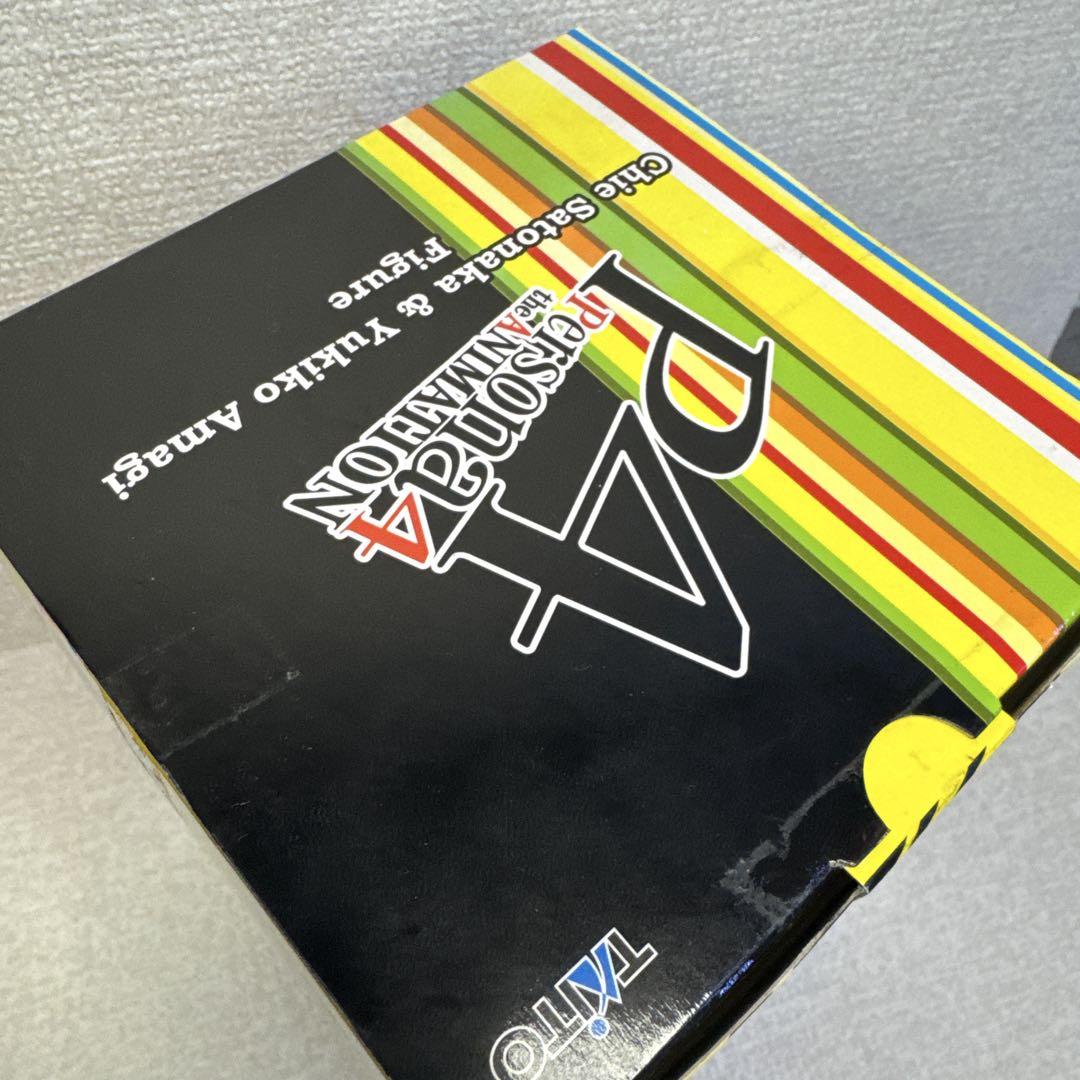 Chie Satonaka & Yukiko Amagi
Figure
P4
Persona4
the ANIMATION
TAITO